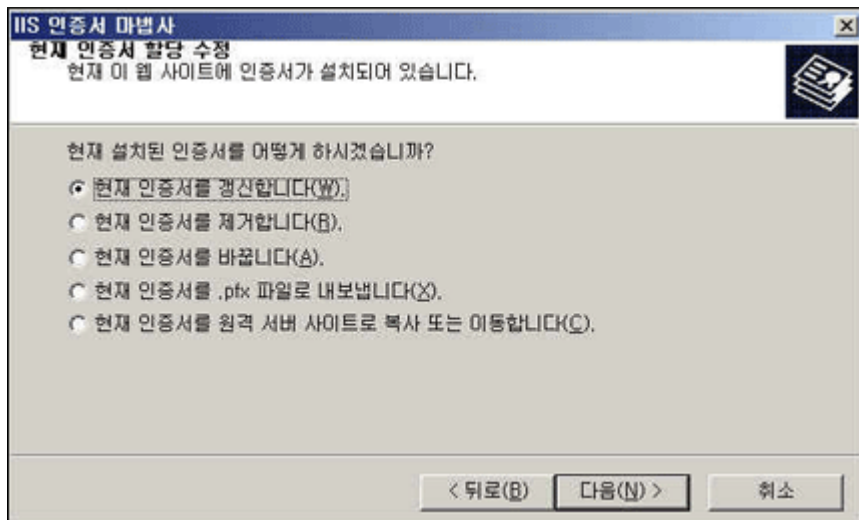 IIS 인증서 마법사
현재 인증서 할당 수정
현재 이 웹 사이트에 인증서가 설치되어 있습니다.
현재 설치된 인증서를 어떻게 하시겠습니까?
현재 인증서를 갱신합니다(W).
현재 인증서를 제거합니다(R).
현재 인증서를 바꿉니다(A).
현재 인증서를 .pfx 파일로 내보냅니다(X).
현재 인증서를 원격 서버 사이트로 복사 또는 이동합니다(C).
< 뒤로(B) 다음(N) > 취소